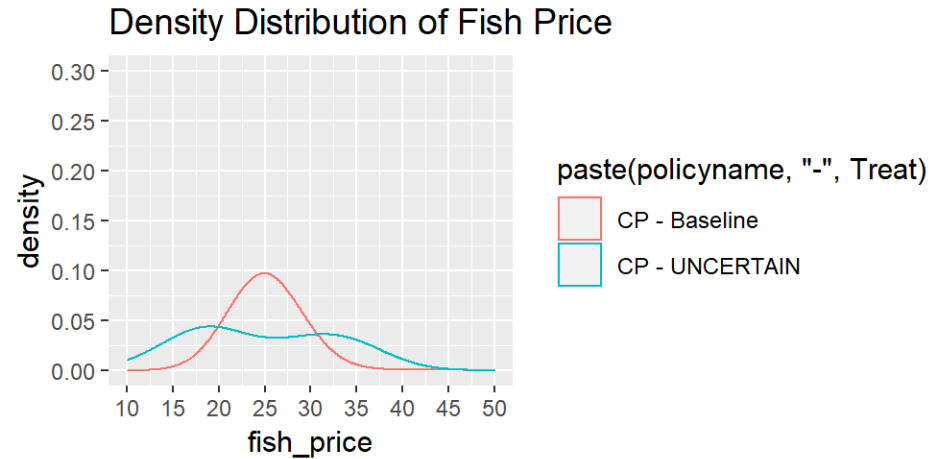 Density Distribution of Fish Price
0.30
0.25
0.20
0.15
0.10
0.05
0.00
density
10 15 20 25 30 35 40 45 50
fish_price
paste(policyname, "-", Treat)
CP - Baseline
CP - UNCERTAIN